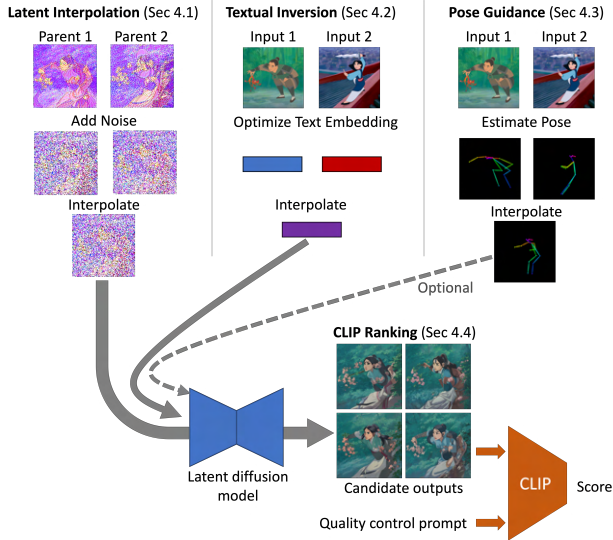 Latent Interpolation (Sec 4.1)
Parent 1 Parent 2
Add Noise
Interpolate
Textual Inversion (Sec 4.2)
Input 1 Input 2
Optimize Text Embedding
Interpolate
Pose Guidance (Sec 4.3)
Input 1 Input 2
Estimate Pose
Interpolate
Optional
CLIP Ranking (Sec 4.4)
Latent diffusion
model
Candidate outputs
Quality control prompt
CLIP
Score